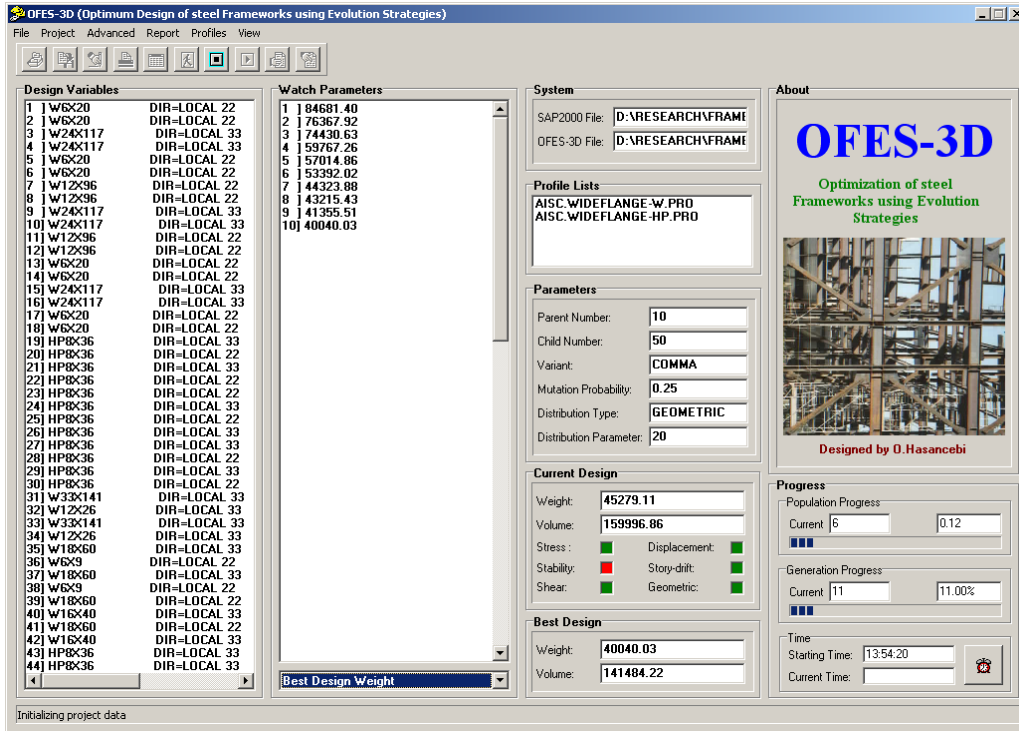 OFES-3D (Optimum Design of steel Frameworks using Evolution Strategies)
File Project Advanced Report Profiles View
Design Variables
1 ] W6X20 DIR=LOCAL 22
2 ] W6X20 DIR=LOCAL 22
3 ] W24X117 DIR=LOCAL 33
4 ] W24X117 DIR=LOCAL 33
5 ] W6X20 DIR=LOCAL 22
6 ] W6X20 DIR=LOCAL 22
7 ] W12X96 DIR=LOCAL 22
8 ] W12X96 DIR=LOCAL 22
9 ] W24X117 DIR=LOCAL 33
10] W24X117 DIR=LOCAL 33
11] W12X96 DIR=LOCAL 22
12] W12X96 DIR=LOCAL 22
13] W6X20 DIR=LOCAL 22
14] W6X20 DIR=LOCAL 22
15] W24X117 DIR=LOCAL 33
16] W24X117 DIR=LOCAL 33
17] W6X20 DIR=LOCAL 22
18] W6X20 DIR=LOCAL 22
19] HP8X36 DIR=LOCAL 33
20] HP8X36 DIR=LOCAL 22
21] HP8X36 DIR=LOCAL 33
22] HP8X36 DIR=LOCAL 22
23] HP8X36 DIR=LOCAL 22
24] HP8X36 DIR=LOCAL 33
25] HP8X36 DIR=LOCAL 22
26] HP8X36 DIR=LOCAL 33
27] HP8X36 DIR=LOCAL 33
28] HP8X36 DIR=LOCAL 22
29] HP8X36 DIR=LOCAL 33
30] HP8X36 DIR=LOCAL 22
31] W33X141 DIR=LOCAL 33
32] W12X26 DIR=LOCAL 33
33] W33X141 DIR=LOCAL 33
34] W12X26 DIR=LOCAL 33
35] W18X60 DIR=LOCAL 33
36] W6X9 DIR=LOCAL 22
37] W18X60 DIR=LOCAL 33
38] W6X9 DIR=LOCAL 22
39] W18X60 DIR=LOCAL 22
40] W16X40 DIR=LOCAL 33
41] W18X60 DIR=LOCAL 22
42] W16X40 DIR=LOCAL 33
43] HP8X36 DIR=LOCAL 33
44] HP8X36 DIR=LOCAL 33
Watch Parameters
1 ] 84681.40
2 ] 76367.92
3 ] 74430.63
4 ] 59767.26
5 ] 57014.86
6 ] 53392.02
7 ] 44323.88
8 ] 43215.43
9 ] 41355.51
10] 40040.03
Best Design Weight
System
SAP2000 File: D:\RESEARCH\FRAME
OFES-3D File: D:\RESEARCH\FRAME
Profile Lists
AISC.WIDEFLANGE-W.PRO
AISC.WIDEFLANGE-HP.PRO
Parameters
Parent Number: 10
Child Number: 50
Variant: COMMA
Mutation Probability: 0.25
Distribution Type: GEOMETRIC
Distribution Parameter: 20
Current Design
Weight: 45279.11
Volume: 159996.86
Stress : Displacement:
Stability: Story-drift:
Shear: Geometric:
Best Design
Weight: 40040.03
Volume: 141484.22
About
OFES-3D
Optimization of steel
Frameworks using Evolution
Strategies
Designed by O.Hasancebi
Progress
Population Progress
Current 6 0.12
Generation Progress
Current 11 11.00%
Time
Starting Time: 13:54:20
Current Time:
Initializing project data